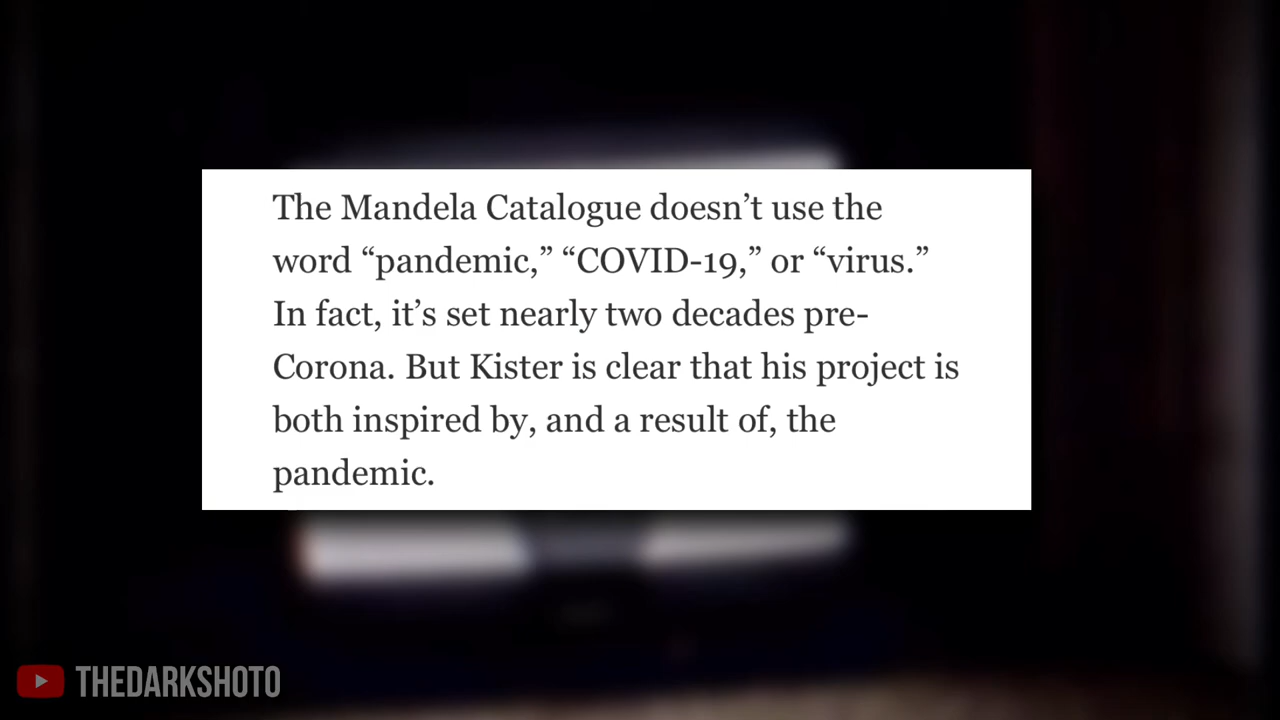 The Mandela Catalogue doesn’t use the
word “pandemic,” “COVID-19,” or “virus.”
In fact, it’s set nearly two decades pre-
Corona. But Kister is clear that his project is
both inspired by, and a result of, the
pandemic.
THEDARKSHOTO